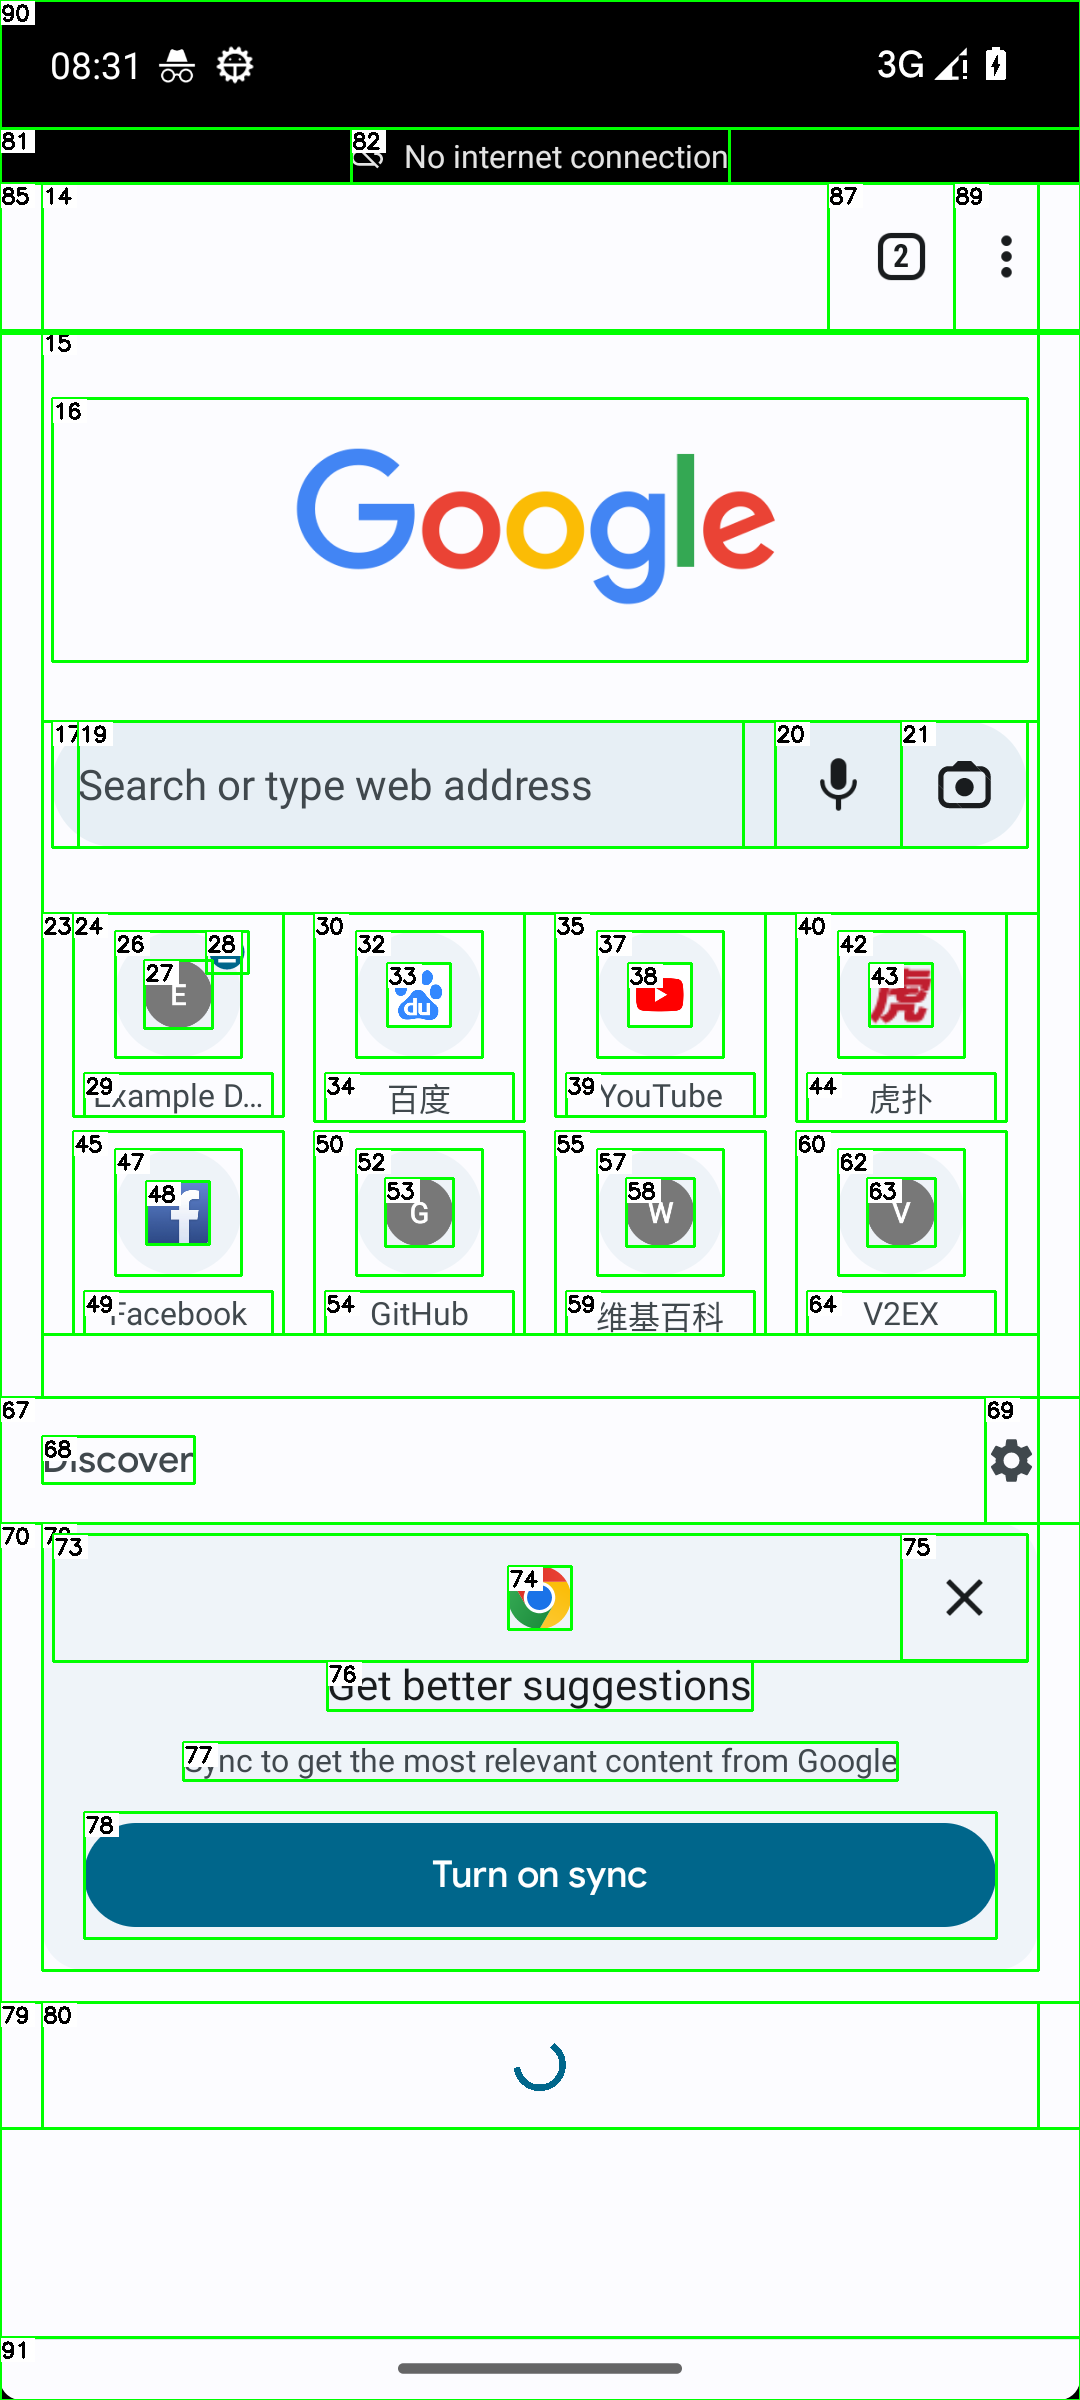 08:31 3G
No internet connection
2
Google
Search or type web address
E du 虎
Example D... 百度 YouTube 虎扑
f G W V
Facebook GitHub 维基百科 V2EX
Discover
Get better suggestions
Sync to get the most relevant content from Google
Turn on sync
90
81 82
85 14 87 89
15
16
17 19 20 21
23 24 30 35 40
26 28 32 37 42
27 33 38 43
29 34 39 44
45 50 55 60
47 52 57 62
48 53 58 63
49 54 59 64
67 69
68
70
73 75
74
76
77
78
79 80
91